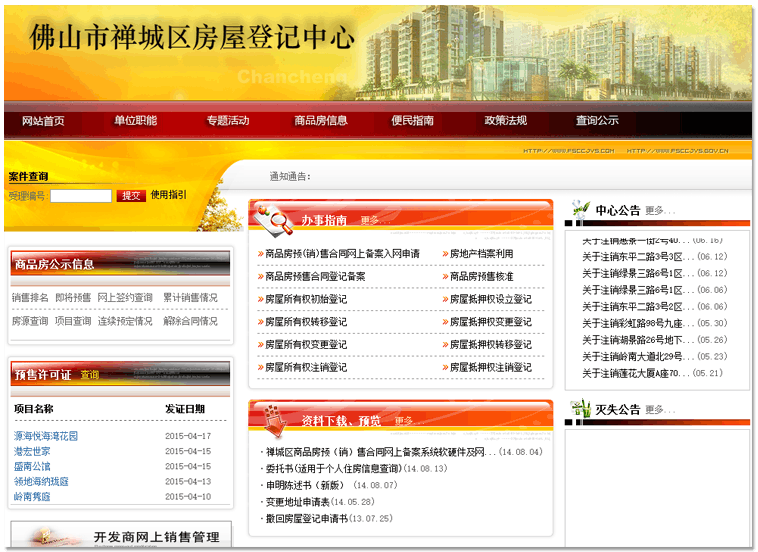 佛山市禅城区房屋登记中心
Chancheng
网站首页 单位职能 专题活动 商品房信息 便民指南 政策法规 查询公示
HTTP://WWW.FSCCJYS.COM HTTP://WWW.FSCCJYS.GOV.CN
案件查询
受理编号: 提交 使用指引
通知通告:
商品房公示信息
销售排名 即将预售 网上签约查询 累计销售情况
房源查询 项目查询 连续预定情况 解除合同情况
预售许可证 查询
项目名称 发证日期
源海悦海湾花园 2015-04-17
港宏世家 2015-04-15
盛南公馆 2015-04-15
领地海纳珑庭 2015-04-13
岭南隽庭 2015-04-10
开发商网上销售管理
办事指南 更多...
»商品房预(销)售合同网上备案入网申请 »房地产档案利用
»商品房预售合同登记备案 »商品房预售核准
»房屋所有权初始登记 »房屋抵押权设立登记
»房屋所有权转移登记 »房屋抵押权变更登记
»房屋所有权变更登记 »房屋抵押权转移登记
»房屋所有权注销登记 »房屋抵押权注销登记
资料下载、预览 更多...
·禅城区商品房预（销）售合同网上备案系统软硬件及网...(14.08.04)
·委托书(适用于个人住房信息查询)(14.08.13)
·申明陈述书（新版） (14.08.07)
·变更地址申请表(14.05.28)
·撤回房屋登记申请书(13.07.25)
中心公告 更多...
关于注销惠景一街2号40...(06.16)
关于注销东平二路3号3区...(06.12)
关于注销绿景三路6号1区...(06.12)
关于注销绿景三路6号1区...(06.06)
关于注销东平二路3号2区...(06.06)
关于注销彩虹路98号九座...(05.30)
关于注销湖景路26号地下...(05.26)
关于注销岭南大道北29号...(05.23)
关于注销莲花大厦A座70...(05.21)
灭失公告 更多...